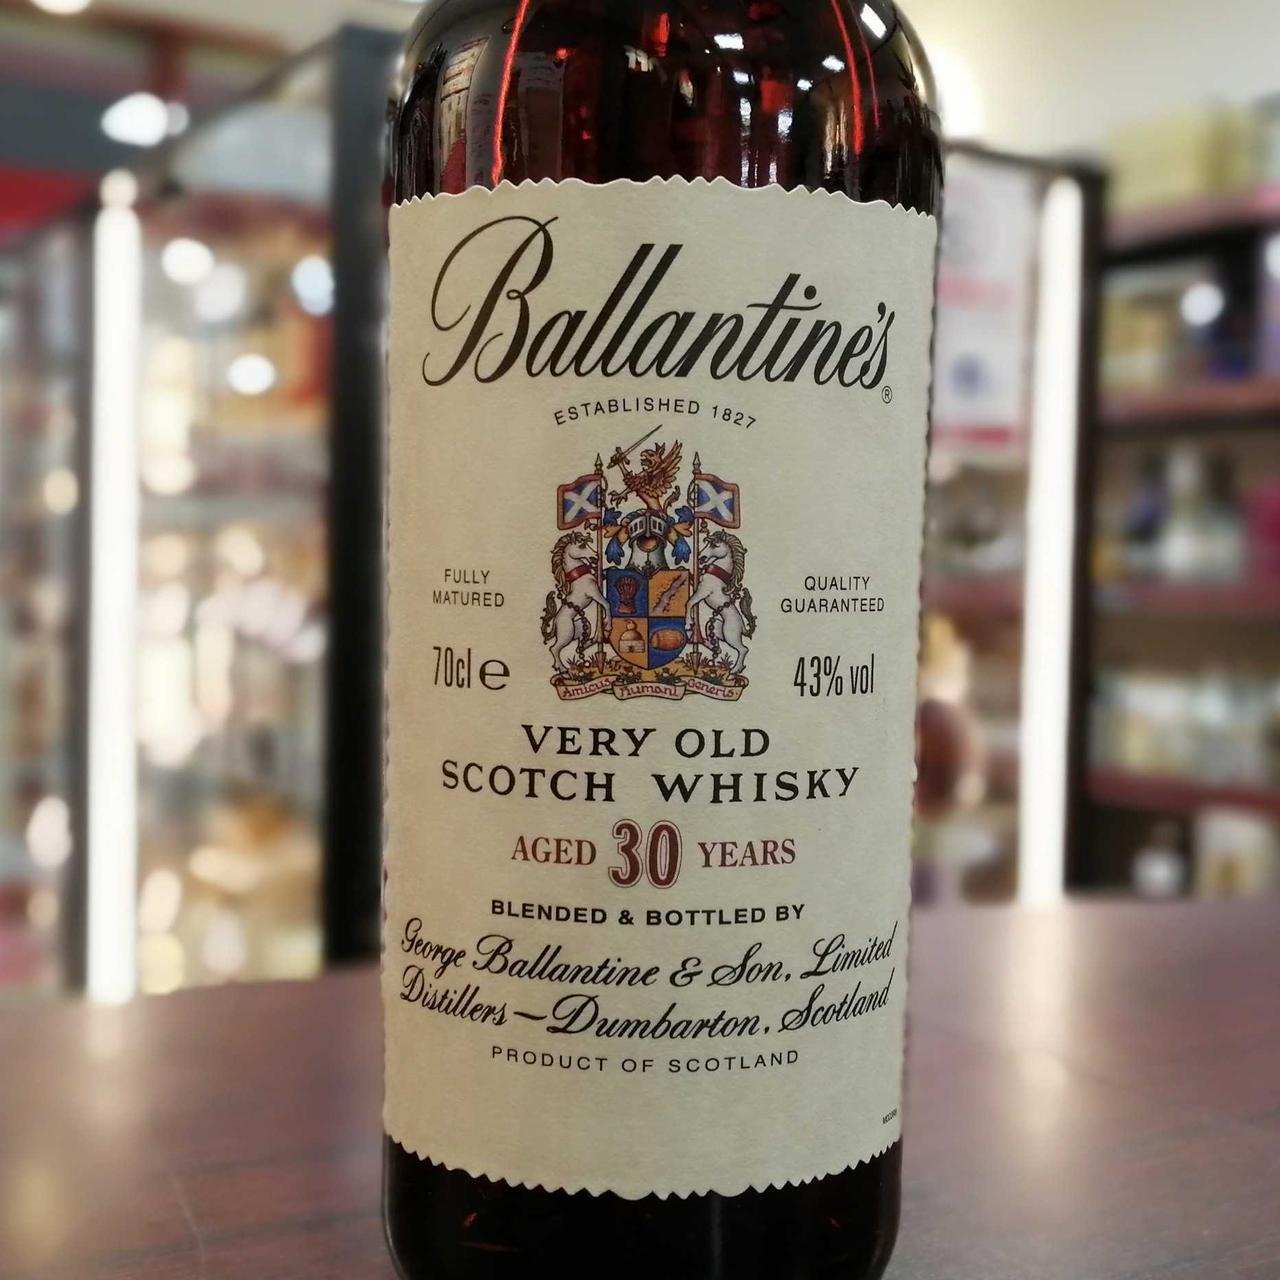 Ballantine's®
ESTABLISHED 1827
FULLY
MATURED
QUALITY
GUARANTEED
70cl e
43% vol
Amicus Humani Generis
VERY OLD
SCOTCH WHISKY
AGED 30 YEARS
BLENDED & BOTTLED BY
George Ballantine & Son, Limited
Distillers – Dumbarton, Scotland
PRODUCT OF SCOTLAND